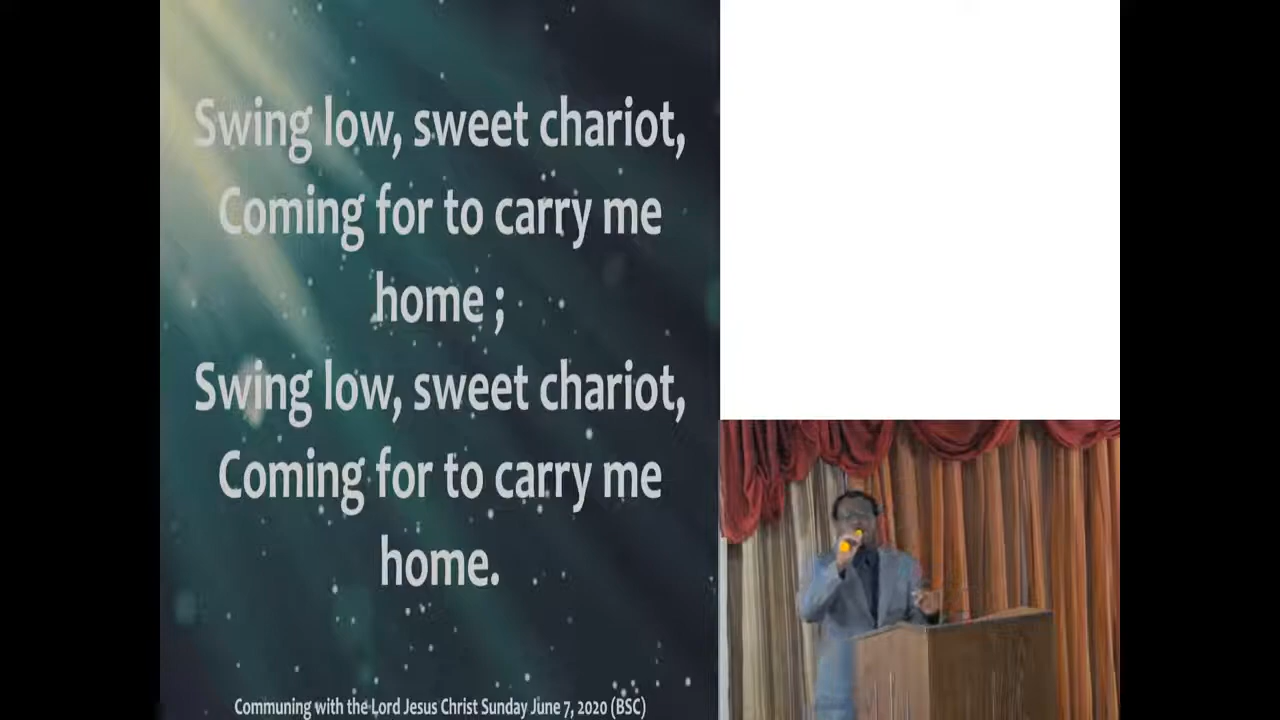 Swing low, sweet chariot,
Coming for to carry me
home ;
Swing low, sweet chariot,
Coming for to carry me
home.
Communing with the Lord Jesus Christ Sunday June 7, 2020 (BSC)